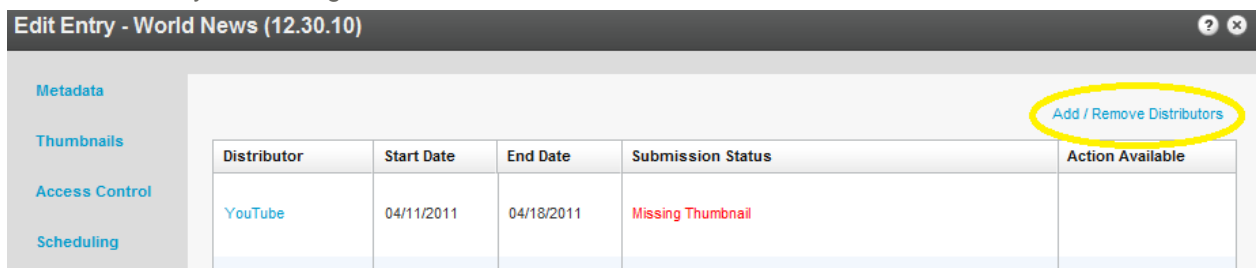 Edit Entry - World News (12.30.10)
Metadata
Add / Remove Distributors
Thumbnails
Distributor Start Date End Date Submission Status Action Available
Access Control
YouTube 04/11/2011 04/18/2011 Missing Thumbnail
Scheduling